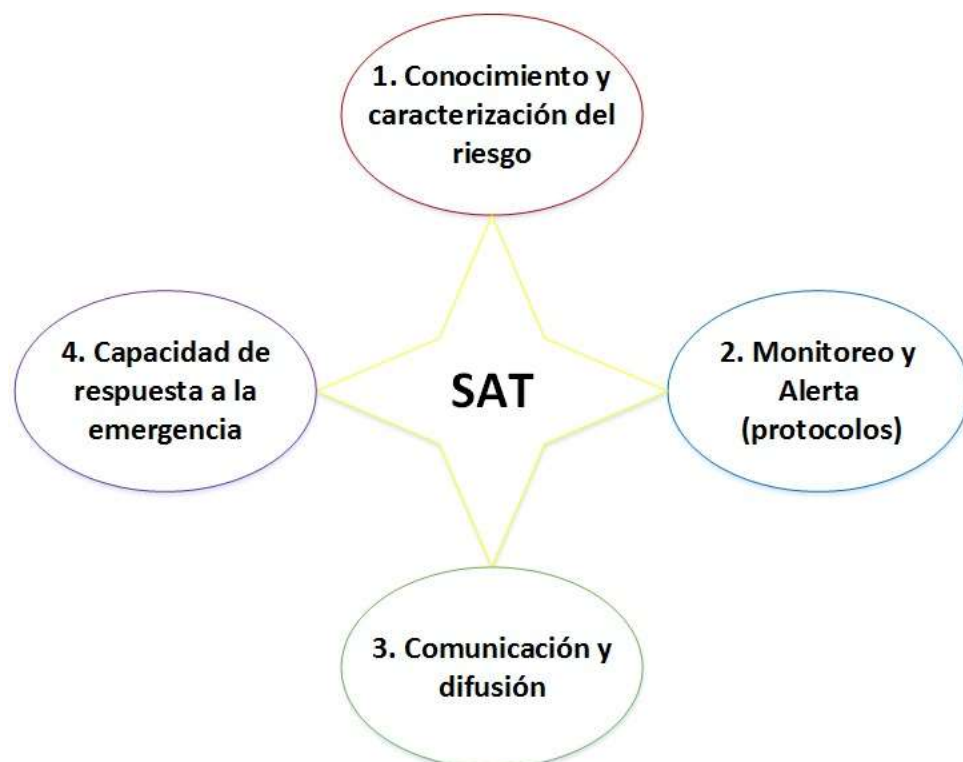 1. Conocimiento y
caracterización del
riesgo
4. Capacidad de
respuesta a la
emergencia
SAT
2. Monitoreo y
Alerta
(protocolos)
3. Comunicación y
difusión